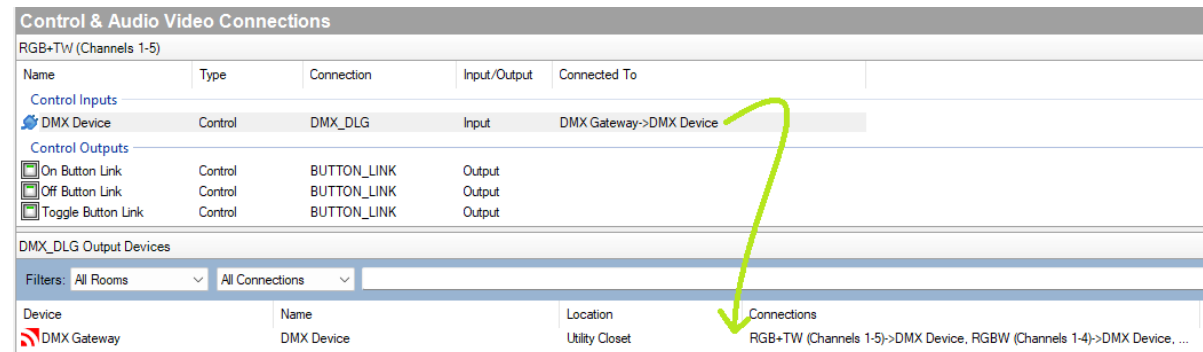 Control & Audio Video Connections
RGB+TW (Channels 1-5)
Name Type Connection Input/Output Connected To
Control Inputs
DMX Device Control DMX_DLG Input DMX Gateway->DMX Device
Control Outputs
On Button Link Control BUTTON_LINK Output
Off Button Link Control BUTTON_LINK Output
Toggle Button Link Control BUTTON_LINK Output
DMX_DLG Output Devices
Filters: All Rooms All Connections
Device Name Location Connections
DMX Gateway DMX Device Utility Closet RGB+TW (Channels 1-5)->DMX Device, RGBW (Channels 1-4)->DMX Device, ...